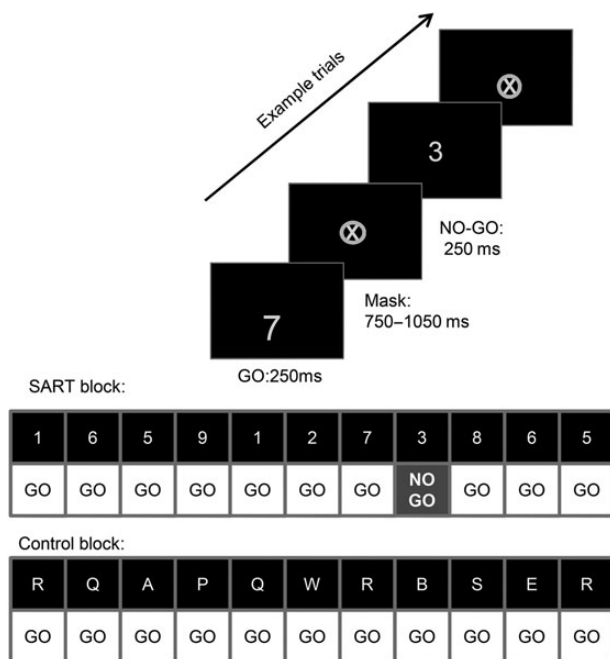 Example trials
3
NO-GO:
250 ms
Mask:
750–1050 ms
7
GO:250ms
SART block:
1 6 5 9 1 2 7 3 8 6 5
GO GO GO GO GO GO GO NO GO GO GO GO
Control block:
R Q A P Q W R B S E R
GO GO GO GO GO GO GO GO GO GO GO